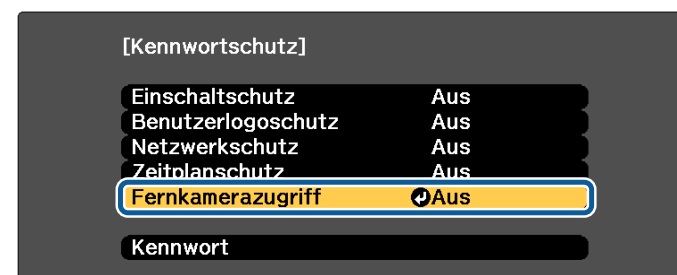 [Kennwortschutz]
Einschaltschutz Aus
Benutzerlogoschutz Aus
Netzwerkschutz Aus
Zeitplanschutz Aus
Fernkamerazugriff Aus
Kennwort